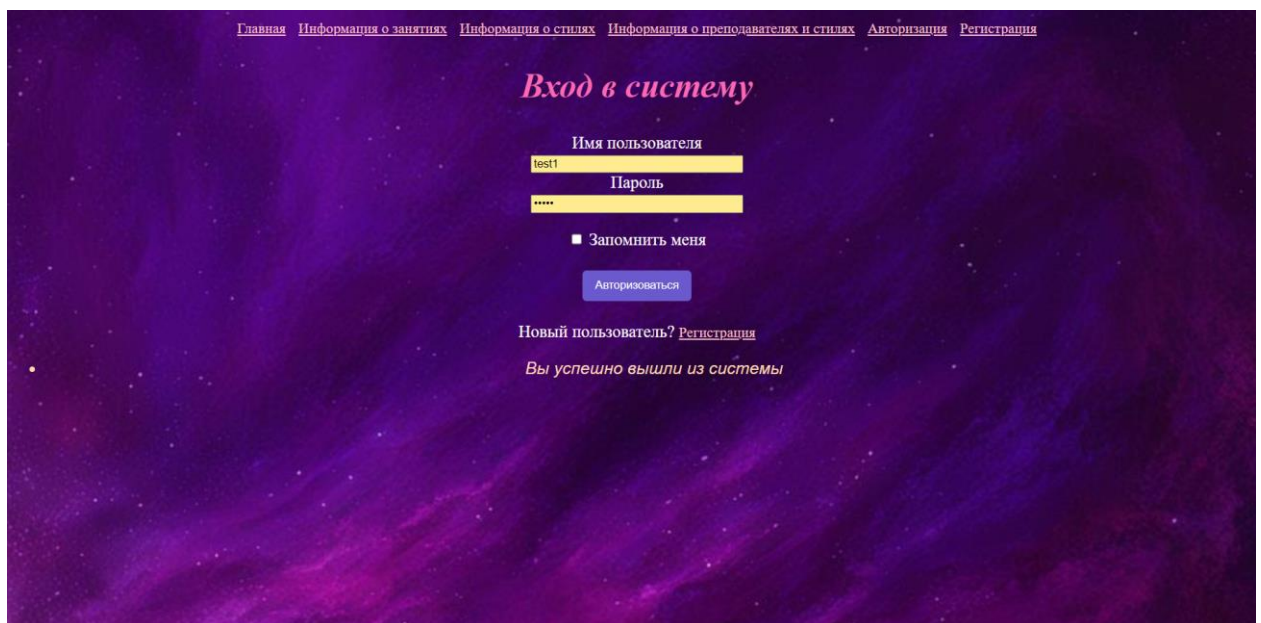 Главная Информация о занятиях Информация о стилях Информация о преподавателях и стилях Авторизация Регистрация
Вход в систему
Имя пользователя
test1
Пароль
•••••
Запомнить меня
Авторизоваться
Новый пользователь? Регистрация
Вы успешно вышли из системы